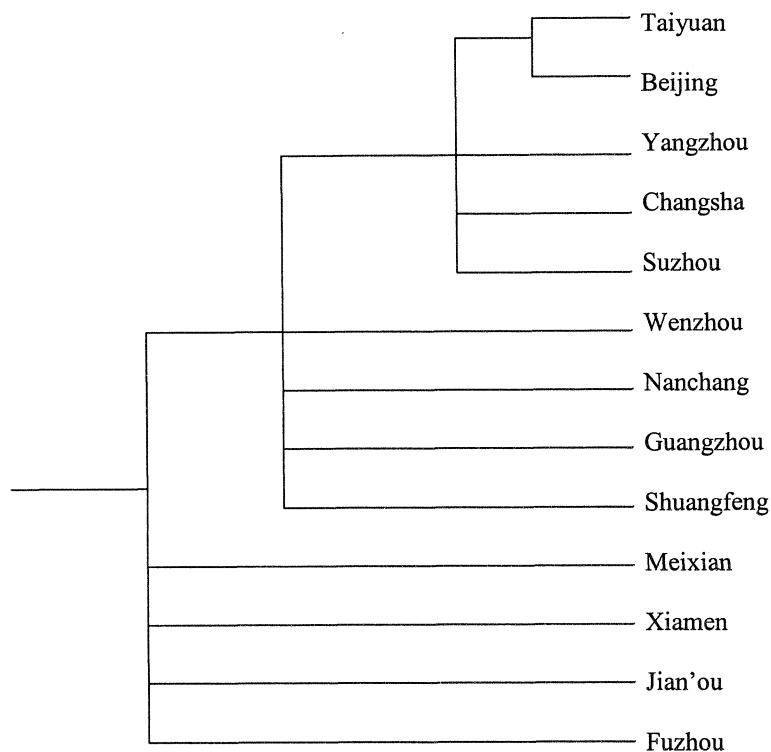 Taiyuan
Beijing
Yangzhou
Changsha
Suzhou
Wenzhou
Nanchang
Guangzhou
Shuangfeng
Meixian
Xiamen
Jian'ou
Fuzhou